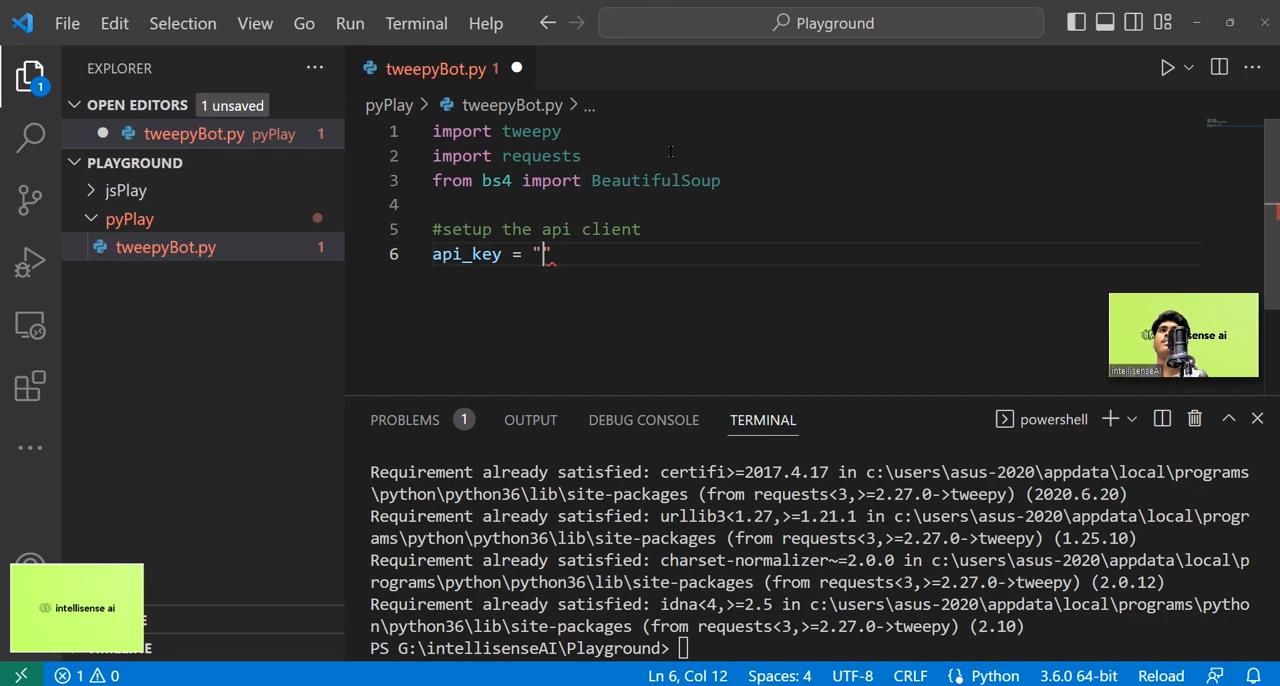 File Edit Selection View Go Run Terminal Help Playground
EXPLORER
OPEN EDITORS 1 unsaved
tweepyBot.py pyPlay 1
PLAYGROUND
jsPlay
pyPlay
tweepyBot.py 1
1
tweepyBot.py 1
pyPlay > tweepyBot.py > ...
1 import tweepy
2 import requests
3 from bs4 import BeautifulSoup
4
5 #setup the api client
6 api_key = ""
sense ai
intellisenseAI
PROBLEMS 1 OUTPUT DEBUG CONSOLE TERMINAL powershell
Requirement already satisfied: certifi>=2017.4.17 in c:\users\asus-2020\appdata\local\programs
\python\python36\lib\site-packages (from requests<3,>=2.27.0->tweepy) (2020.6.20)
Requirement already satisfied: urllib3<1.27,>=1.21.1 in c:\users\asus-2020\appdata\local\progr
ams\python\python36\lib\site-packages (from requests<3,>=2.27.0->tweepy) (1.25.10)
Requirement already satisfied: charset-normalizer~=2.0.0 in c:\users\asus-2020\appdata\local\p
rograms\python\python36\lib\site-packages (from requests<3,>=2.27.0->tweepy) (2.0.12)
Requirement already satisfied: idna<4,>=2.5 in c:\users\asus-2020\appdata\local\programs\pytho
n\python36\lib\site-packages (from requests<3,>=2.27.0->tweepy) (2.10)
PS G:\intellisenseAI\Playground>
intellisense ai
1 0 Ln 6, Col 12 Spaces: 4 UTF-8 CRLF Python 3.6.0 64-bit Reload